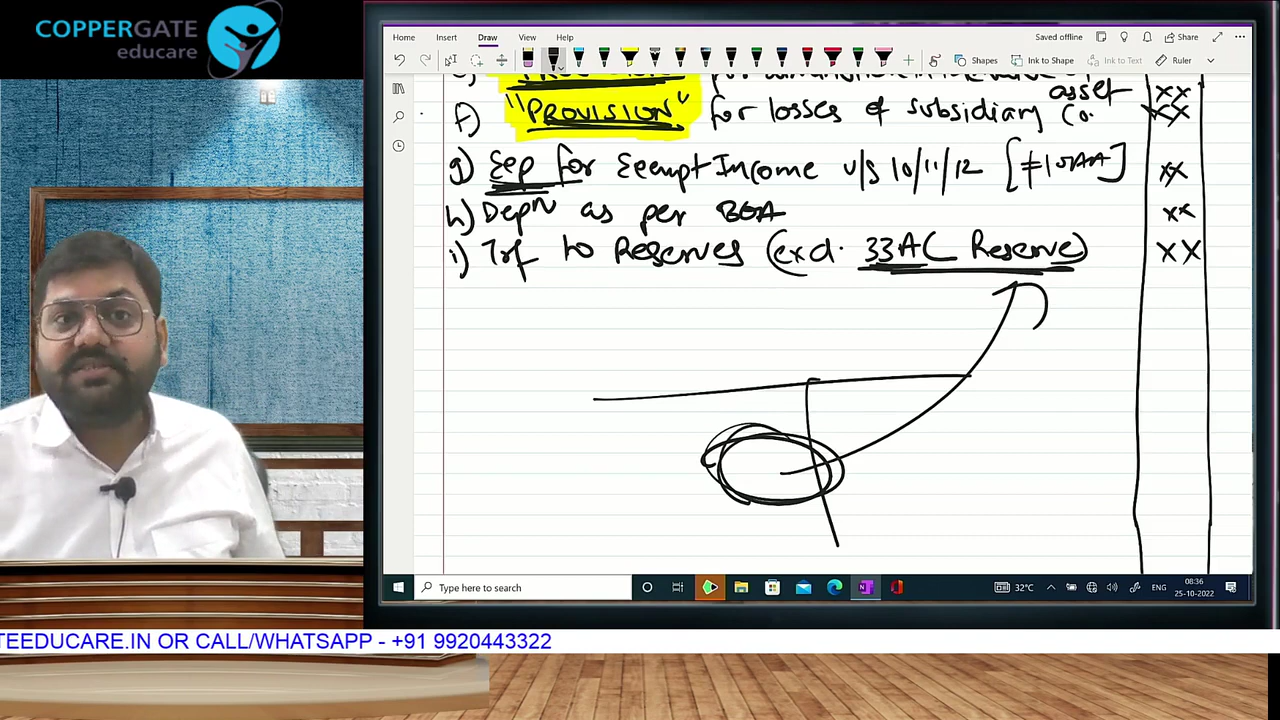 COPPERGATE
educare
Home Insert Draw View Help
Saved offline
Share
Shapes
Ink to Shape
Ink to Text
Ruler
asset XX
f) "PROVISION" for losses of subsidiary Co. XX
g) Exp for Exempt Income u/s 10/11/12 [≠10AA] XX
h) Depn as per BOA XX
i) Trf to Reserves (excl. 33AC Reserve) XX
Type here to search
32°C
ENG
08:36
25-10-2022
TEEDUCARE.IN OR CALL/WHATSAPP - +91 9920443322